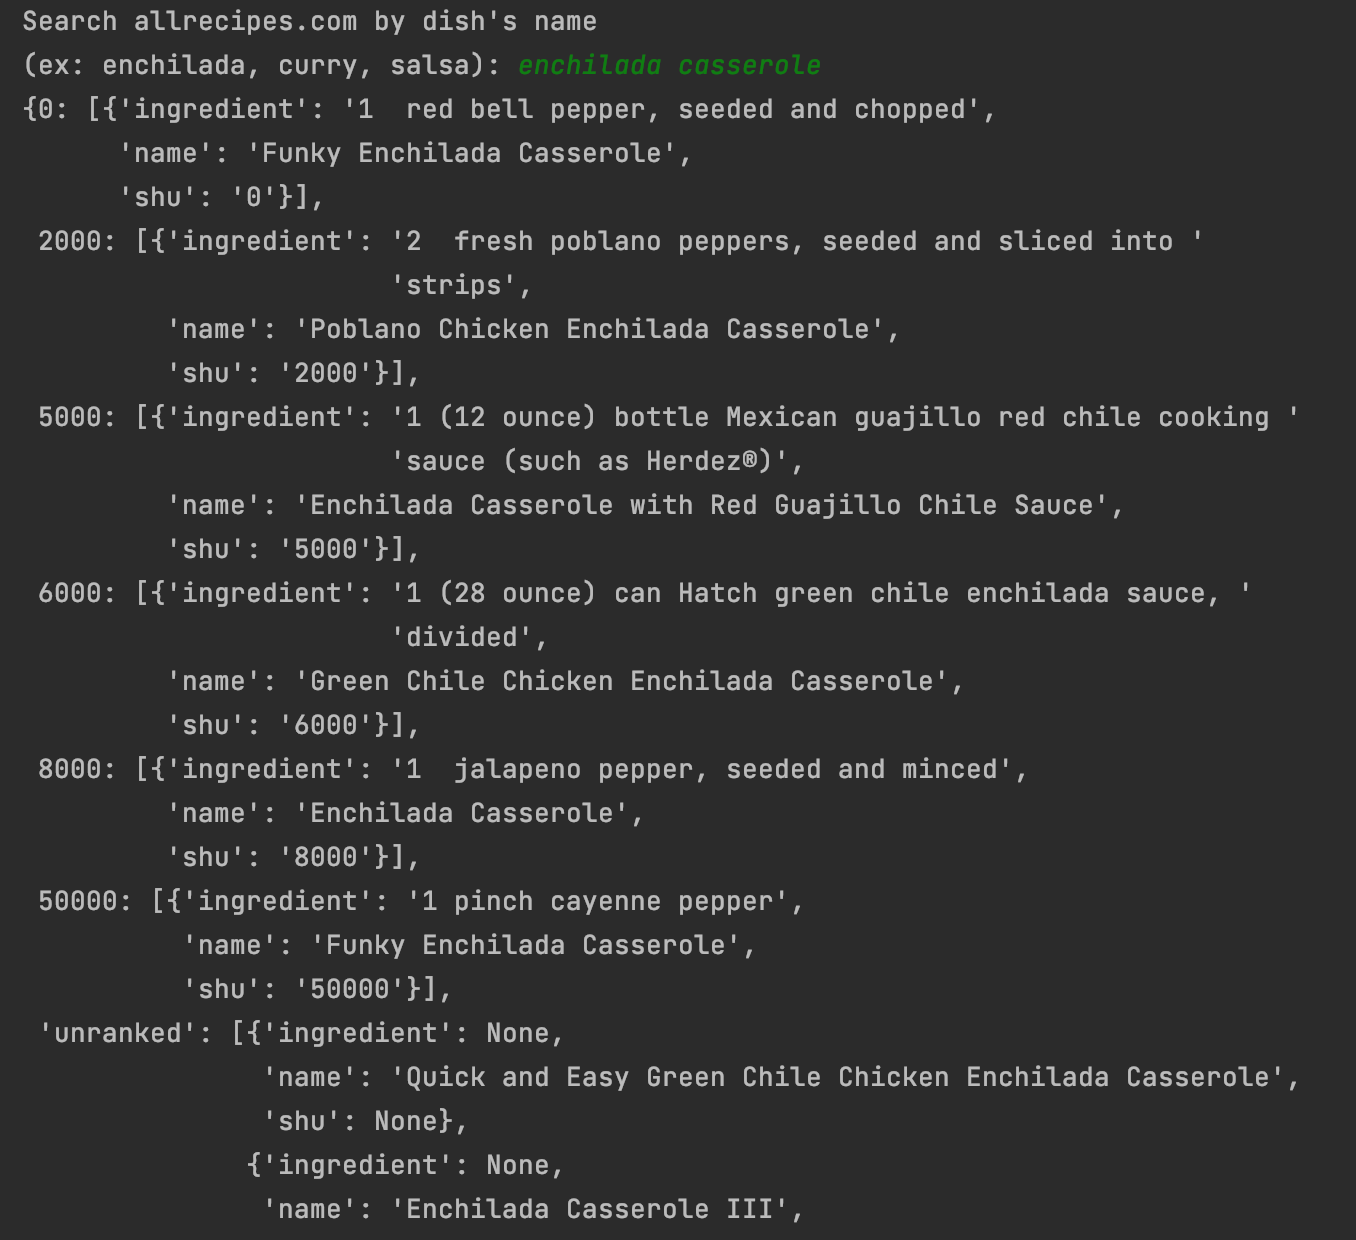 Search allrecipes.com by dish's name
(ex: enchilada, curry, salsa): enchilada casserole
{0: [{'ingredient': '1  red bell pepper, seeded and chopped',
      'name': 'Funky Enchilada Casserole',
      'shu': '0'}],
 2000: [{'ingredient': '2  fresh poblano peppers, seeded and sliced into '
                       'strips',
         'name': 'Poblano Chicken Enchilada Casserole',
         'shu': '2000'}],
 5000: [{'ingredient': '1 (12 ounce) bottle Mexican guajillo red chile cooking '
                       'sauce (such as Herdez®)',
         'name': 'Enchilada Casserole with Red Guajillo Chile Sauce',
         'shu': '5000'}],
 6000: [{'ingredient': '1 (28 ounce) can Hatch green chile enchilada sauce, '
                       'divided',
         'name': 'Green Chile Chicken Enchilada Casserole',
         'shu': '6000'}],
 8000: [{'ingredient': '1  jalapeno pepper, seeded and minced',
         'name': 'Enchilada Casserole',
         'shu': '8000'}],
 50000: [{'ingredient': '1 pinch cayenne pepper',
          'name': 'Funky Enchilada Casserole',
          'shu': '50000'}],
 'unranked': [{'ingredient': None,
               'name': 'Quick and Easy Green Chile Chicken Enchilada Casserole',
               'shu': None},
              {'ingredient': None,
               'name': 'Enchilada Casserole III',